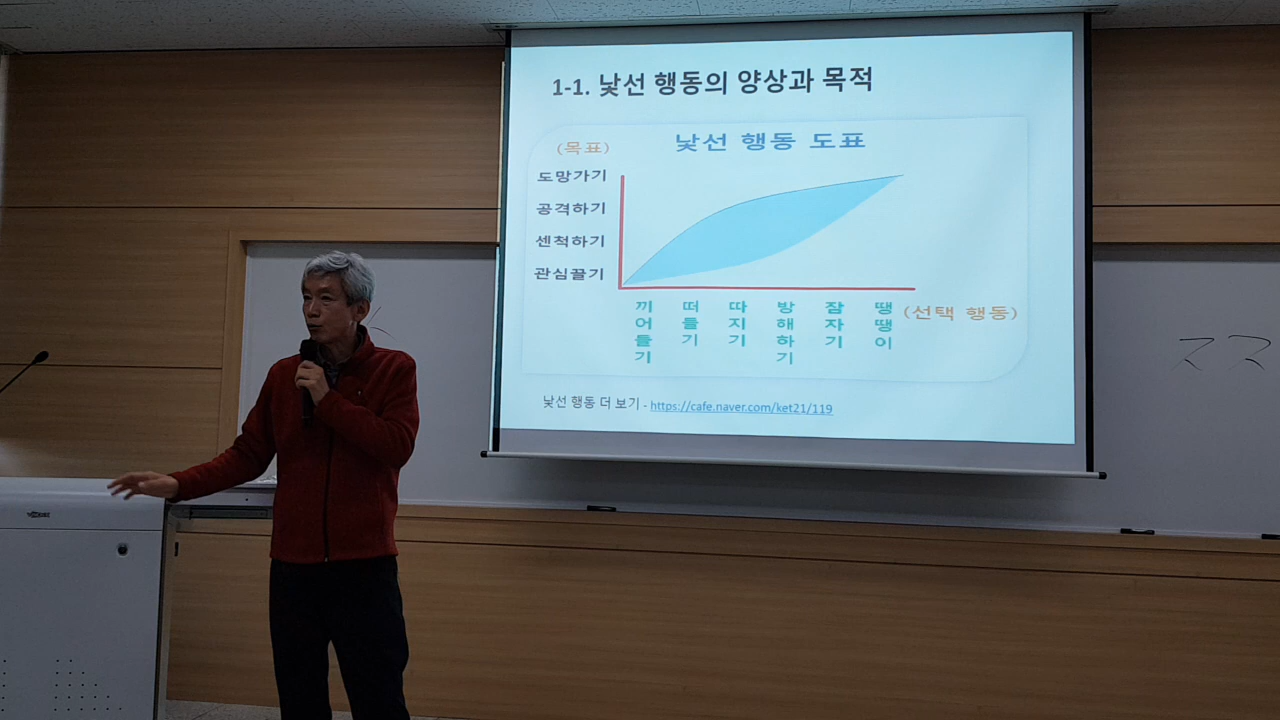 1-1. 낯선 행동의 양상과 목적
낯선 행동 도표
(목표)
도망가기
공격하기
센척하기
관심끌기
끼어들기
떠들기
따지기
방해하기
잠자기
땡땡이
(선택 행동)
낯선 행동 더 보기 - https://cafe.naver.com/ket21/119